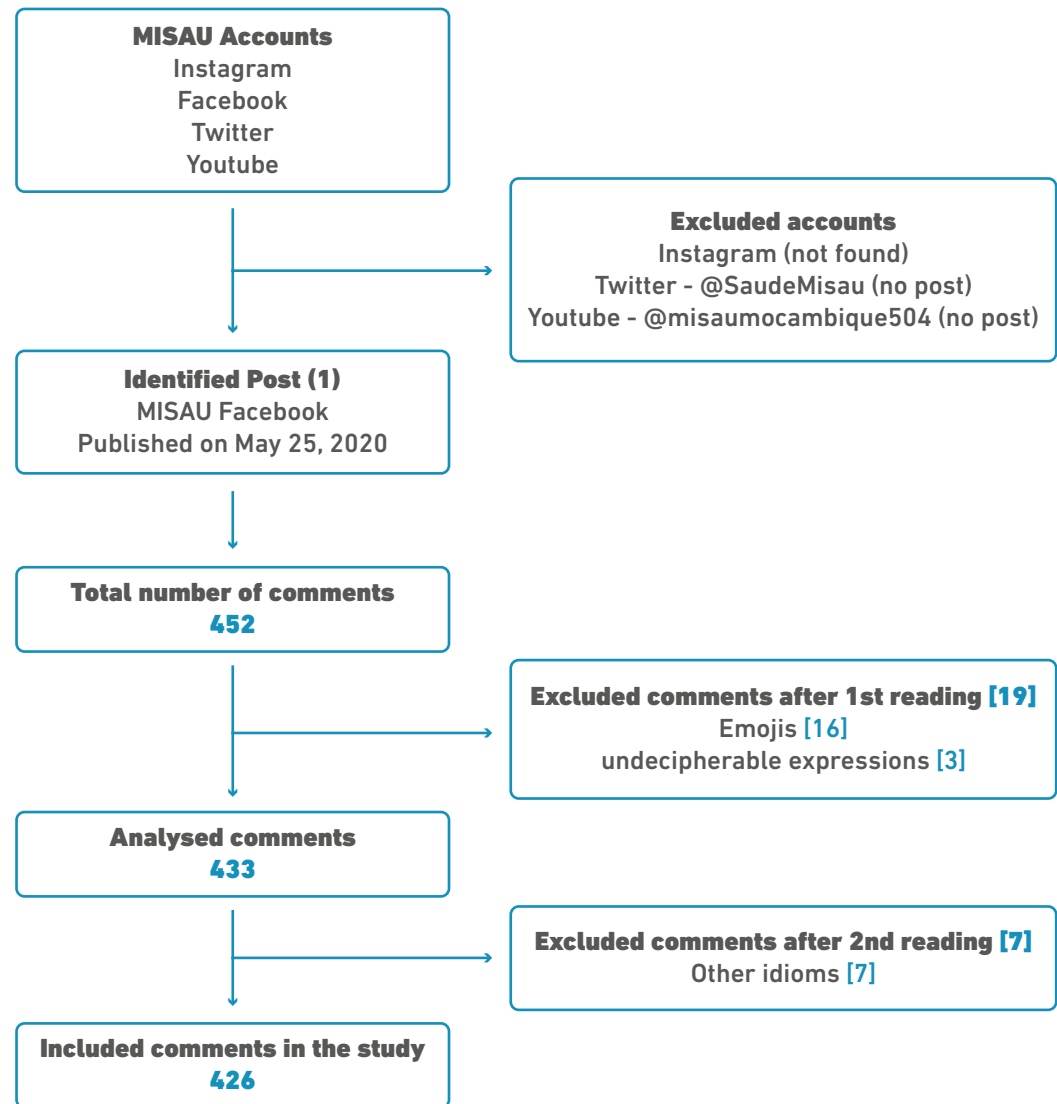 MISAU Accounts
Instagram
Facebook
Twitter
Youtube
Excluded accounts
Instagram (not found)
Twitter - @SaudeMisau (no post)
Youtube - @misaumocambique504 (no post)
Identified Post (1)
MISAU Facebook
Published on May 25, 2020
Total number of comments
452
Excluded comments after 1st reading [19]
Emojis [16]
undecipherable expressions [3]
Analysed comments
433
Excluded comments after 2nd reading [7]
Other idioms [7]
Included comments in the study
426